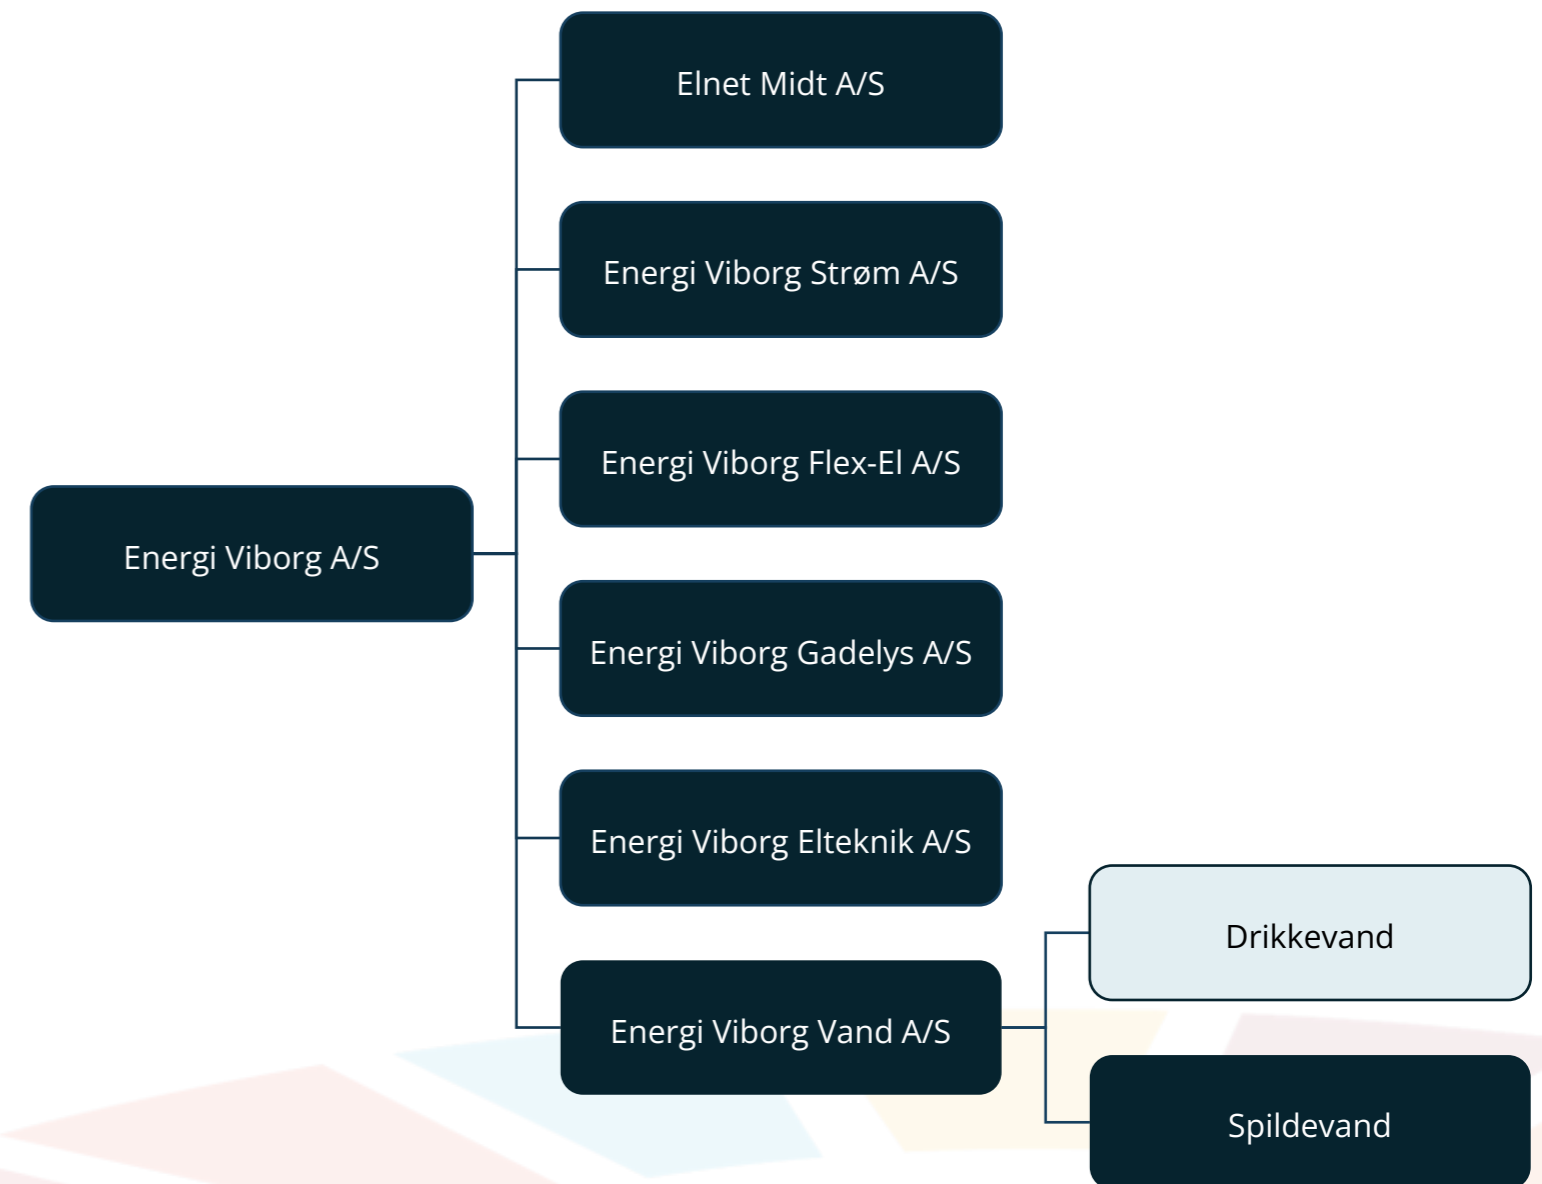 Elnet Midt A/S
Energi Viborg Strøm A/S
Energi Viborg Flex-El A/S
Energi Viborg A/S
Energi Viborg Gadelys A/S
Energi Viborg Elteknik A/S
Drikkevand
Energi Viborg Vand A/S
Spildevand